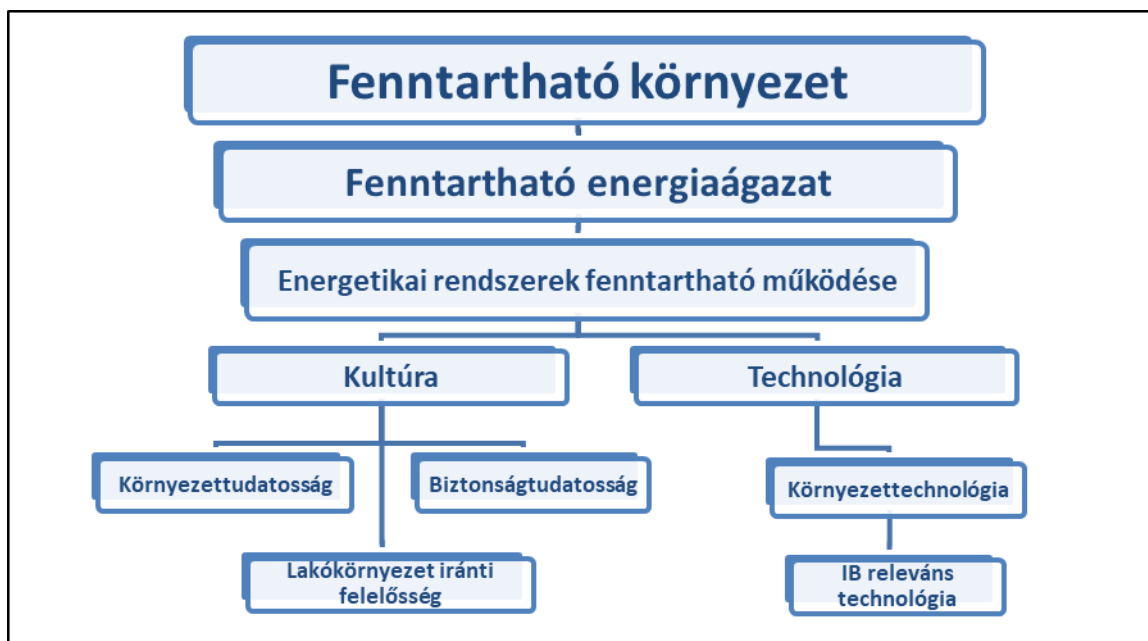 Fenntartható környezet
Fenntartható energiaágazat
Energetikai rendszerek fenntartható működése
Kultúra
Technológia
Környezettudatosság
Biztonságtudatosság
Környezettechnológia
Lakókörnyezet iránti
felelősség
IB releváns
technológia